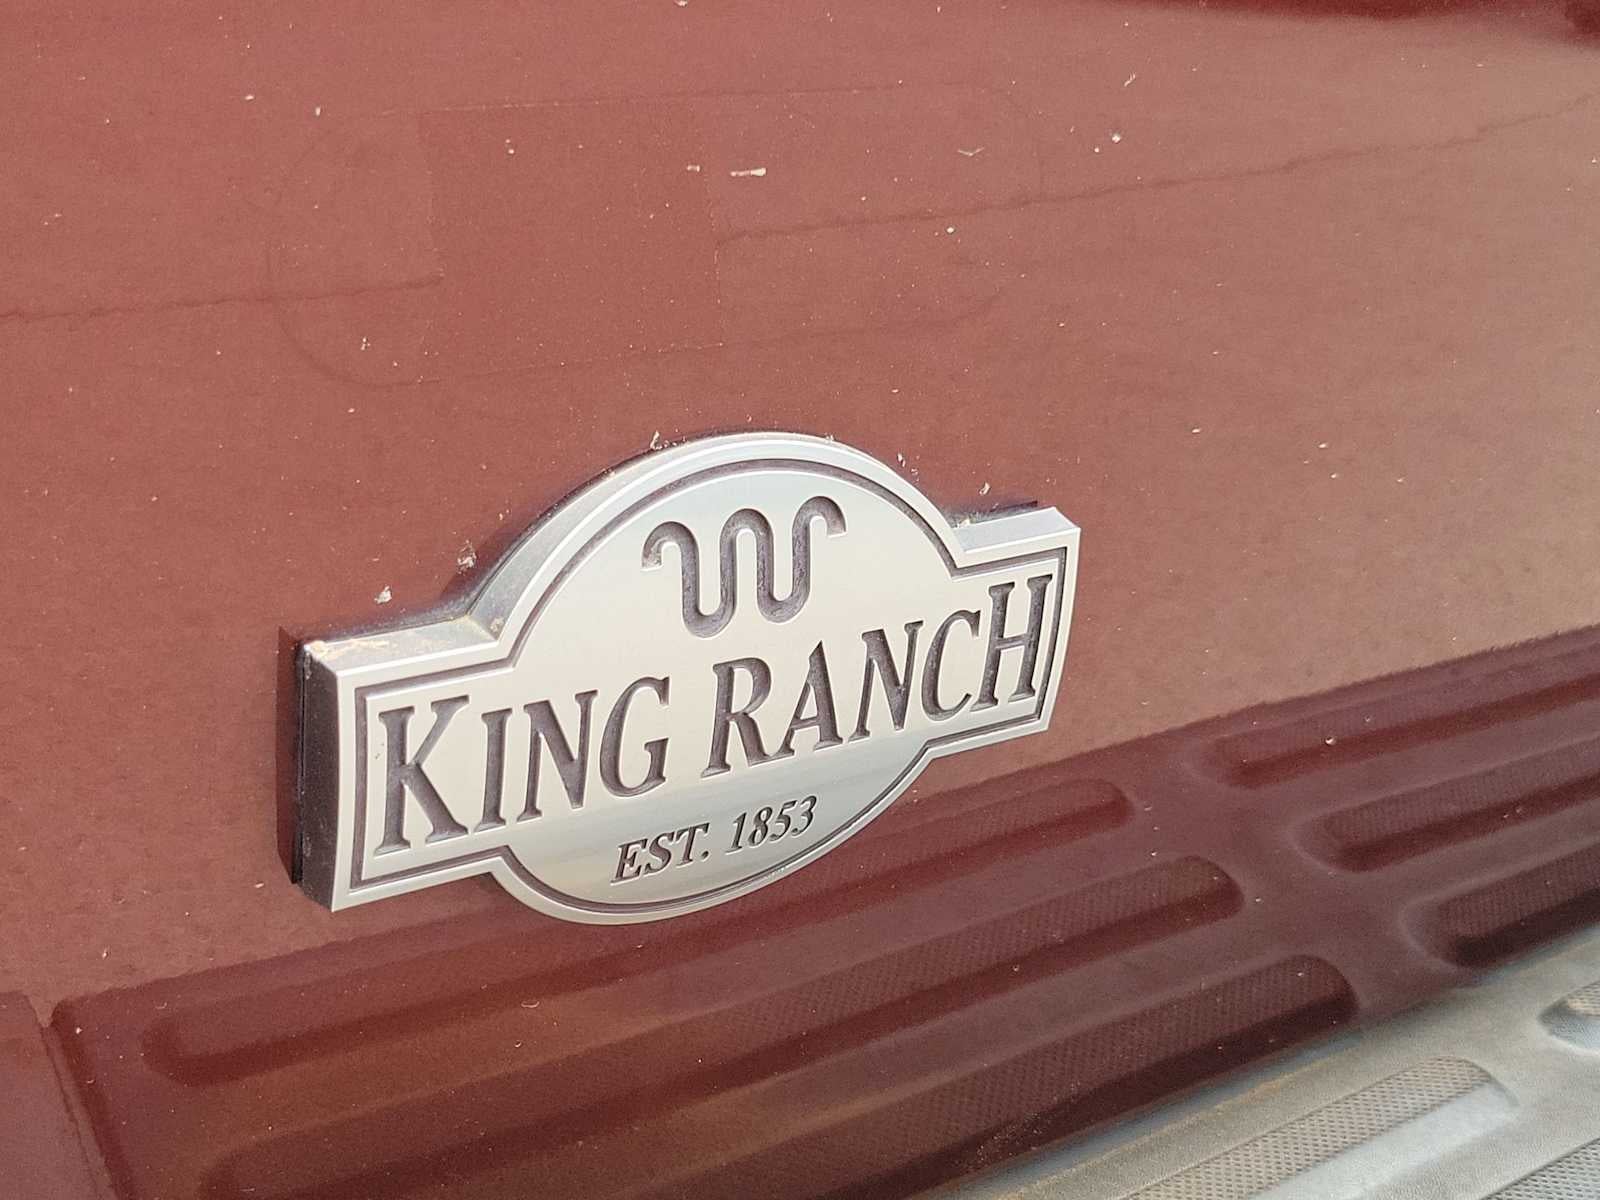 KING RANCH
EST. 1853